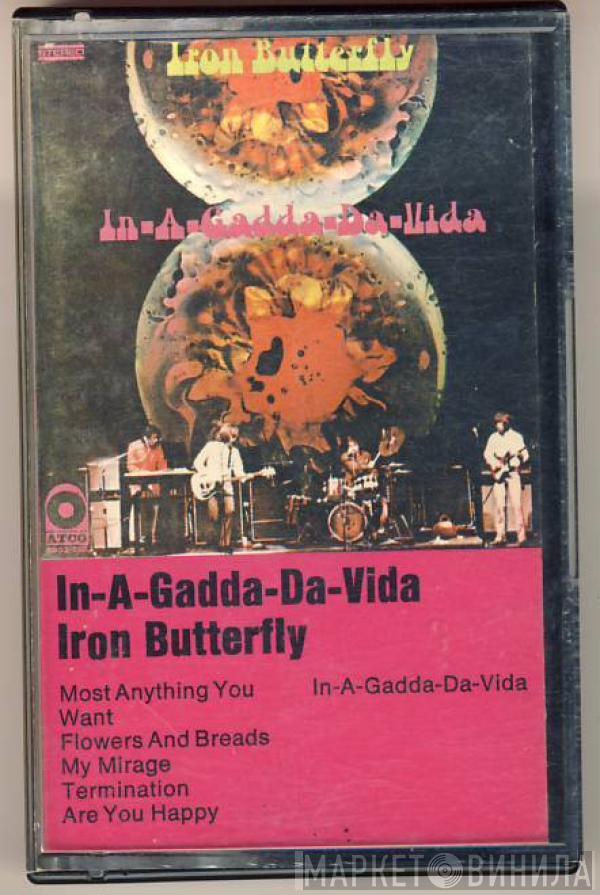 STEREO
Iron Butterfly
In-A-Gadda-Da-Vida
ATCO
In-A-Gadda-Da-Vida
Iron Butterfly
Most Anything You
Want
Flowers And Breads
My Mirage
Termination
Are You Happy
In-A-Gadda-Da-Vida
МАРКЕТ ВИНИЛА